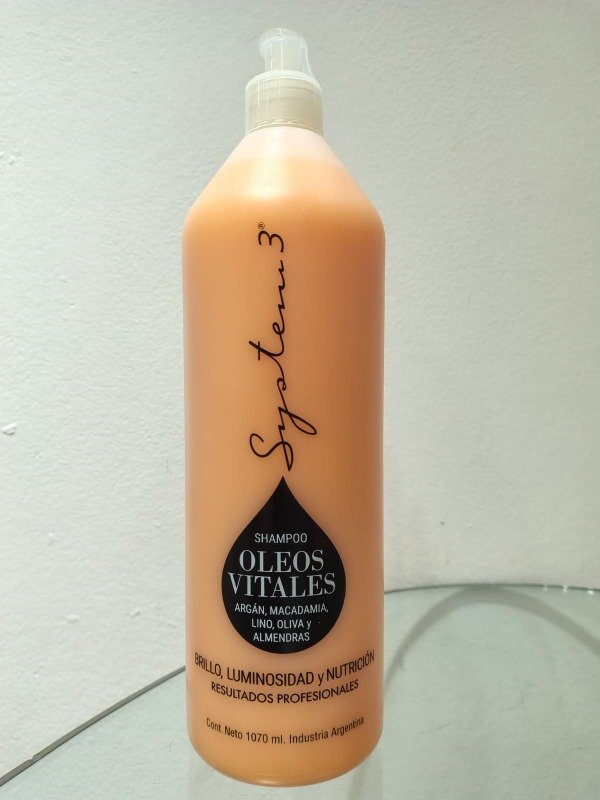 System 3®
SHAMPOO
OLEOS
VITALES
ARGÁN, MACADAMIA,
LINO, OLIVA y
ALMENDRAS
BRILLO, LUMINOSIDAD y NUTRICIÓN
RESULTADOS PROFESIONALES
Cont. Neto 1070 ml. Industria Argentina